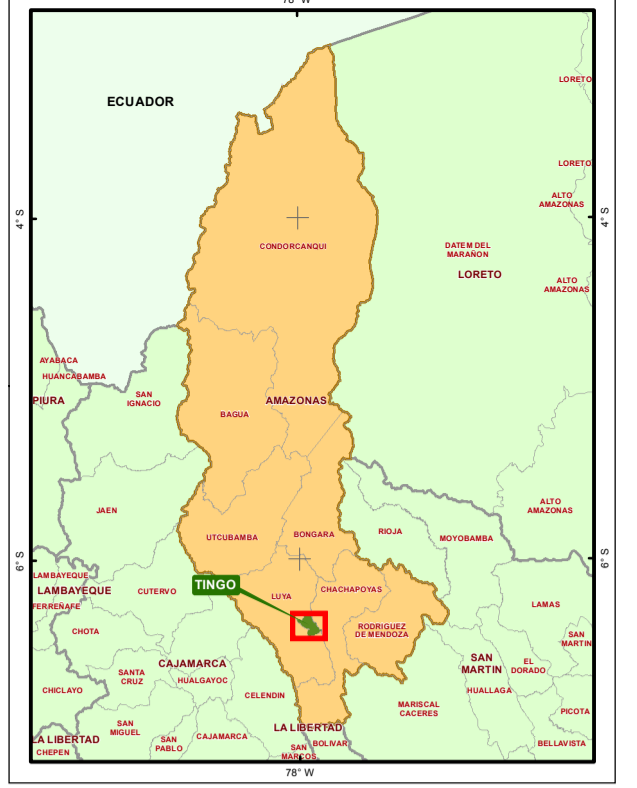 78° W
ECUADOR
LORETO
LORETO
ALTO
AMAZONAS
4° S
4° S
CONDORCANQUI
DATEM DEL
MARAÑON
LORETO
ALTO
AMAZONAS
AYABACA
HUANCABAMBA
PIURA
SAN
IGNACIO
AMAZONAS
BAGUA
JAEN
ALTO
AMAZONAS
UTCUBAMBA
BONGARA
RIOJA
MOYOBAMBA
6° S
6° S
LAMBAYEQUE
LAMBAYEQUE
FERREÑAFE
CUTERVO
TINGO
LUYA
CHACHAPOYAS
LAMAS
CHOTA
RODRIGUEZ
DE MENDOZA
SAN
MARTIN
CAJAMARCA
SANTA
CRUZ
HUALGAYOC
SAN
MARTIN
EL
DORADO
CHICLAYO
CELENDIN
HUALLAGA
MARISCAL
CACERES
PICOTA
SAN
MIGUEL
LA LIBERTAD
LA LIBERTAD
CHEPEN
SAN
PABLO
CAJAMARCA
SAN
MARCOS
BOLIVAR
BELLAVISTA
78° W